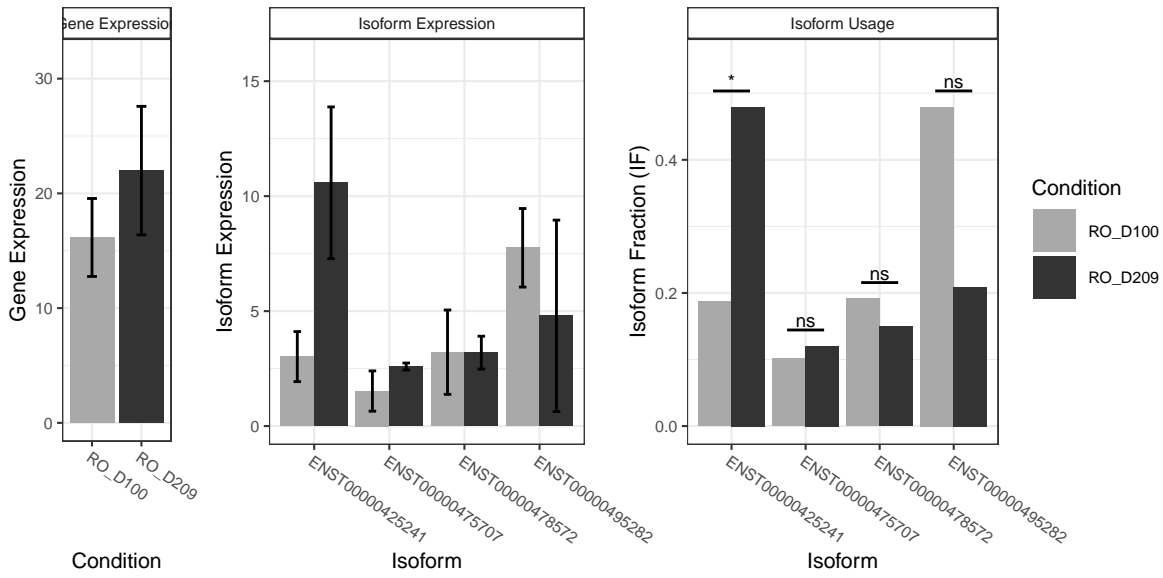 Gene Expression
Gene Expression
30
20
10
0
RO_D100
RO_D209
Condition
Isoform Expression
Isoform Expression
15
10
5
0
ENST00000425241
ENST00000475707
ENST00000478572
ENST00000495282
Isoform
Isoform Usage
Isoform Fraction (IF)
0.4
0.2
0.0
*
ns
ns
ns
ENST00000425241
ENST00000475707
ENST00000478572
ENST00000495282
Isoform
Condition
RO_D100
RO_D209